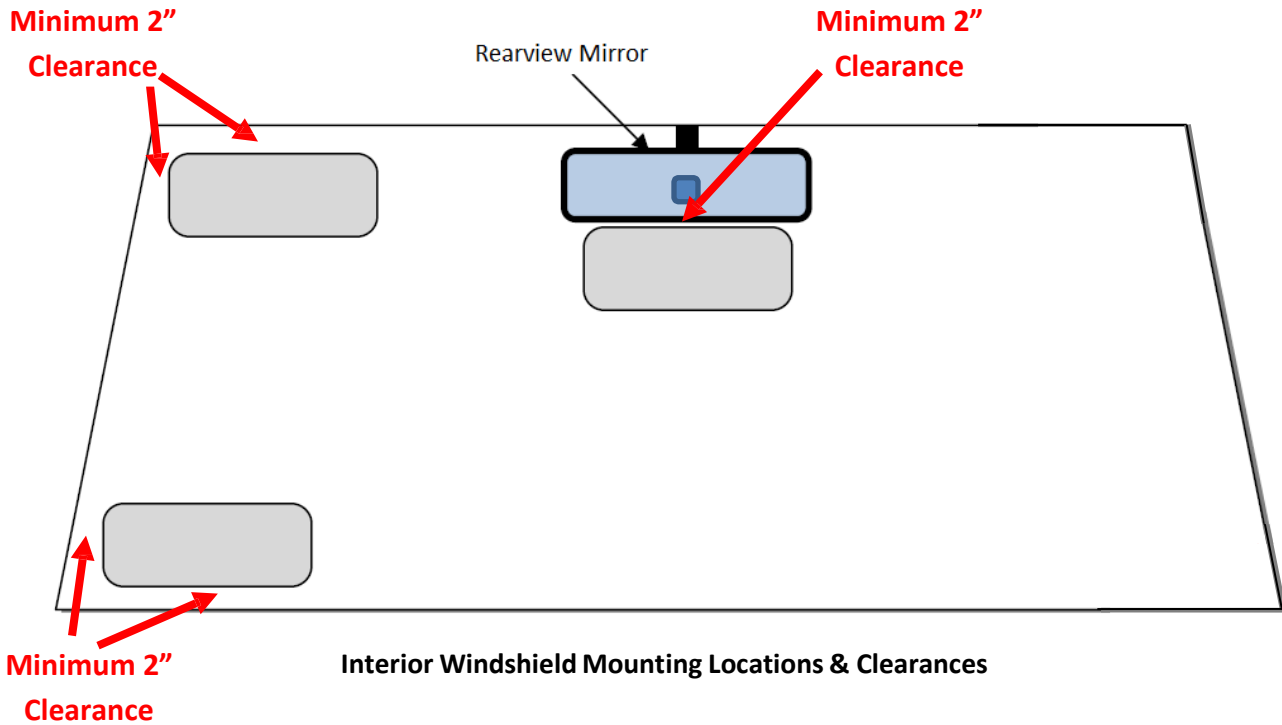 Minimum 2”
Clearance
Rearview Mirror
Minimum 2”
Clearance
Minimum 2”
Clearance
Interior Windshield Mounting Locations & Clearances